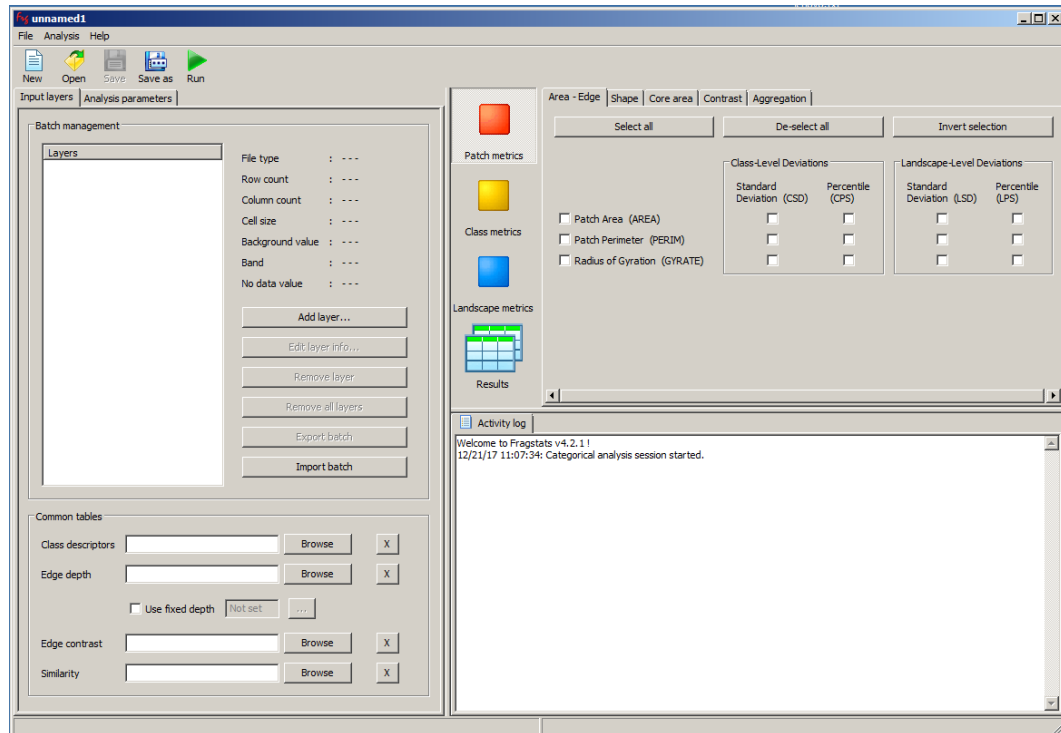 unnamed1
File Analysis Help
New Open Save Save as Run
Input layers Analysis parameters
Batch management
Layers
File type : ---
Row count : ---
Column count : ---
Cell size : ---
Background value : ---
Band : ---
No data value : ---
Add layer...
Edit layer info...
Remove layer
Remove all layers
Export batch
Import batch
Common tables
Class descriptors Browse X
Edge depth Browse X
Use fixed depth Not set ...
Edge contrast Browse X
Similarity Browse X
Patch metrics
Class metrics
Landscape metrics
Results
Area - Edge Shape Core area Contrast Aggregation
Select all De-select all Invert selection
Class-Level Deviations Landscape-Level Deviations
Standard Deviation (CSD) Percentile (CPS) Standard Deviation (LSD) Percentile (LPS)
Patch Area (AREA)
Patch Perimeter (PERIM)
Radius of Gyration (GYRATE)
Activity log
Welcome to Fragstats v4.2.1 !
12/21/17 11:07:34: Categorical analysis session started.